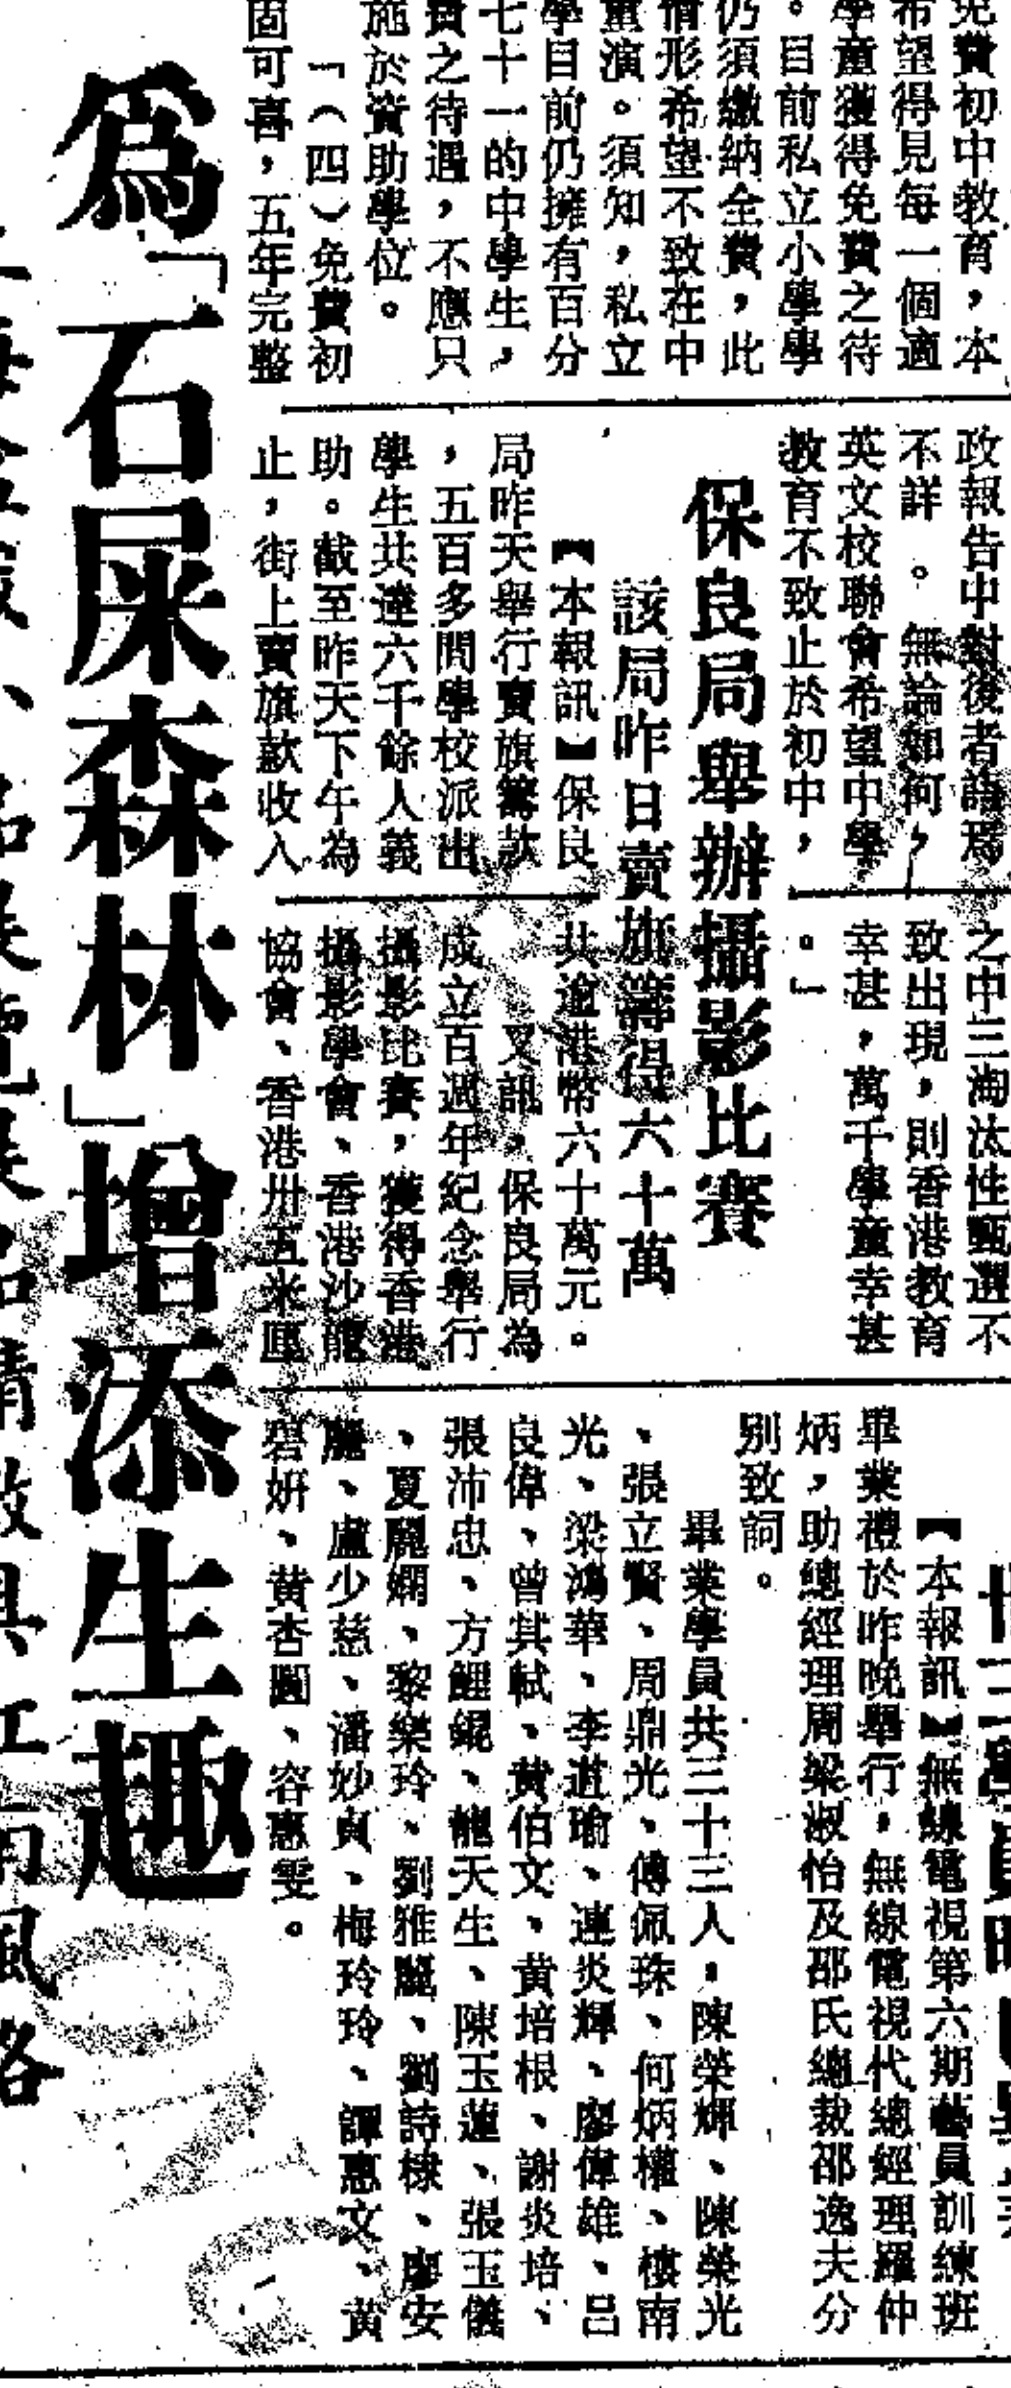 免費初中教育，本
希望得見每一個適
學童獲得免費之待
。目前私立小學學
仍須繳納全費，此
情形希望不致在中
重演。須知，私立
學目前仍擁有百分
七十一的中學生，
費之待遇，不應只
施於資助學位。
「（四）免費初
固可喜，五年完整
政報告中對後者語焉
不詳。無論如何，
英文校聯會希望中學
教育不致止於初中，
之中三淘汰性甄選不
致出現，則香港教育
幸甚，萬千學童幸甚
。」
保良局舉辦攝影比賽
該局昨日賣旗籌得六十萬
【本報訊】保良
局昨天舉行賣旗籌款
，五百多間學校派出
學生共達六千餘人義
助。截至昨天下午為
止，街上賣旗款收入
共逾港幣六十萬元。
又訊，保良局為
成立百週年紀念舉行
攝影比賽，獲得香港
攝影學會、香港沙龍
協會、香港卅五米厘
【本報訊】無線電視第六期藝員訓練班
畢業禮於昨晚舉行，無線電視代總經理羅仲
炳，助總經理周梁淑怡及邵氏總裁邵逸夫分
別致詞。
畢業學員共三十三人，陳榮輝、陳榮光
、張立賢、周鼎光、傅佩珠、何炳權、樓南
光、梁鴻華、李道瑜、連炎輝、廖偉雄、呂
良偉、曾其軾、黃伯文、黃培根、謝炎培、
張沛忠、方鯉鯤、龍天生、陳玉蓮、張玉儀
、夏麗嫻、黎樂玲、劉雅麗、劉詩棣、廖安
麗、盧少慈、潘妙貞、梅玲玲、譚惠文、黃
碧妍、黃杏圓、容惠雯。
爲「石屎森林」增添生趣